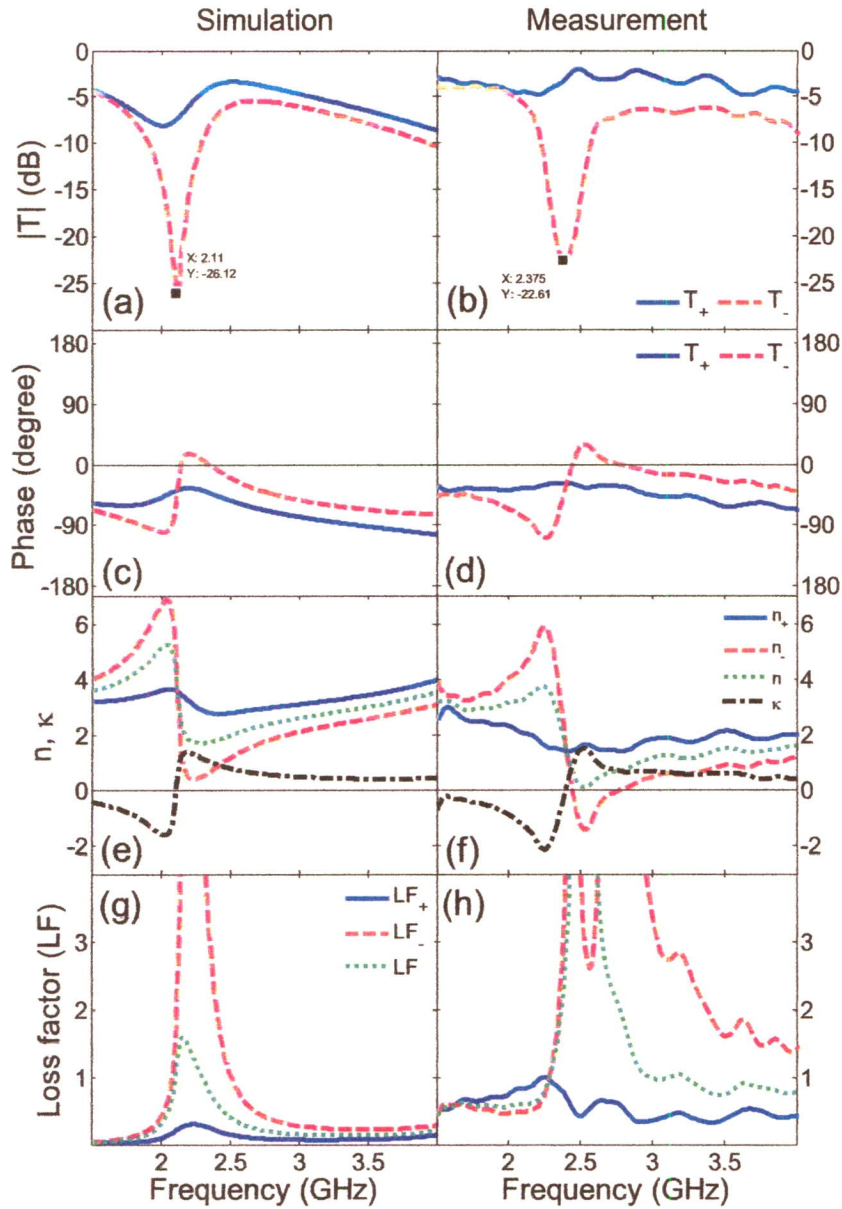 Simulation Measurement
0 0
-5 -5
-10 -10
-15 -15
-20 -20
-25 -25
|T| (dB)
X: 2.11
Y: -26.12
X: 2.375
Y: -22.61
(a) (b)
T+ T-
180 180
90 90
0 0
-90 -90
-180 -180
Phase (degree)
T+ T-
(c) (d)
6 6
4 4
2 2
0 0
-2 -2
n, κ
n+
n-
n
κ
(e) (f)
(g) (h)
LF+
LF-
LF
3 3
2 2
1 1
Loss factor (LF)
2 2.5 3 3.5 2 2.5 3 3.5
Frequency (GHz) Frequency (GHz)